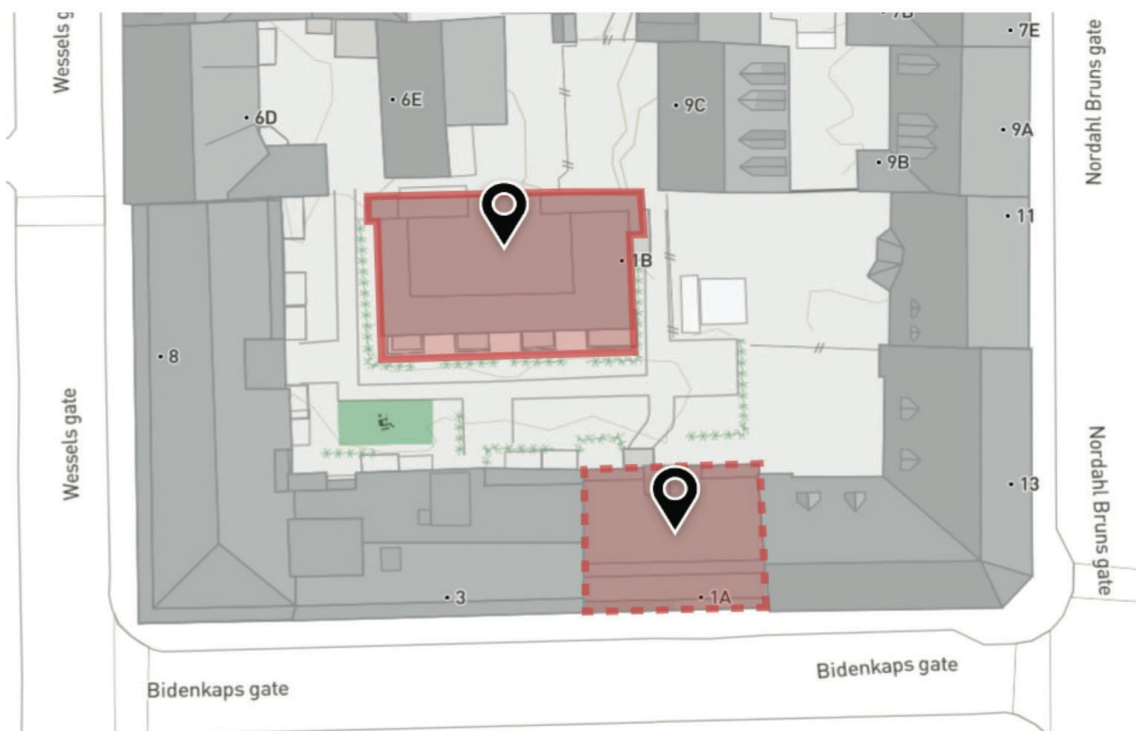 Wessels g
7B
7E
Nordahl Bruns gate
6E
9C
6D
9A
9B
11
1B
8
Wessels gate
Nordahl Bruns gate
13
3
1A
Bidenkaps gate
Bidenkaps gate